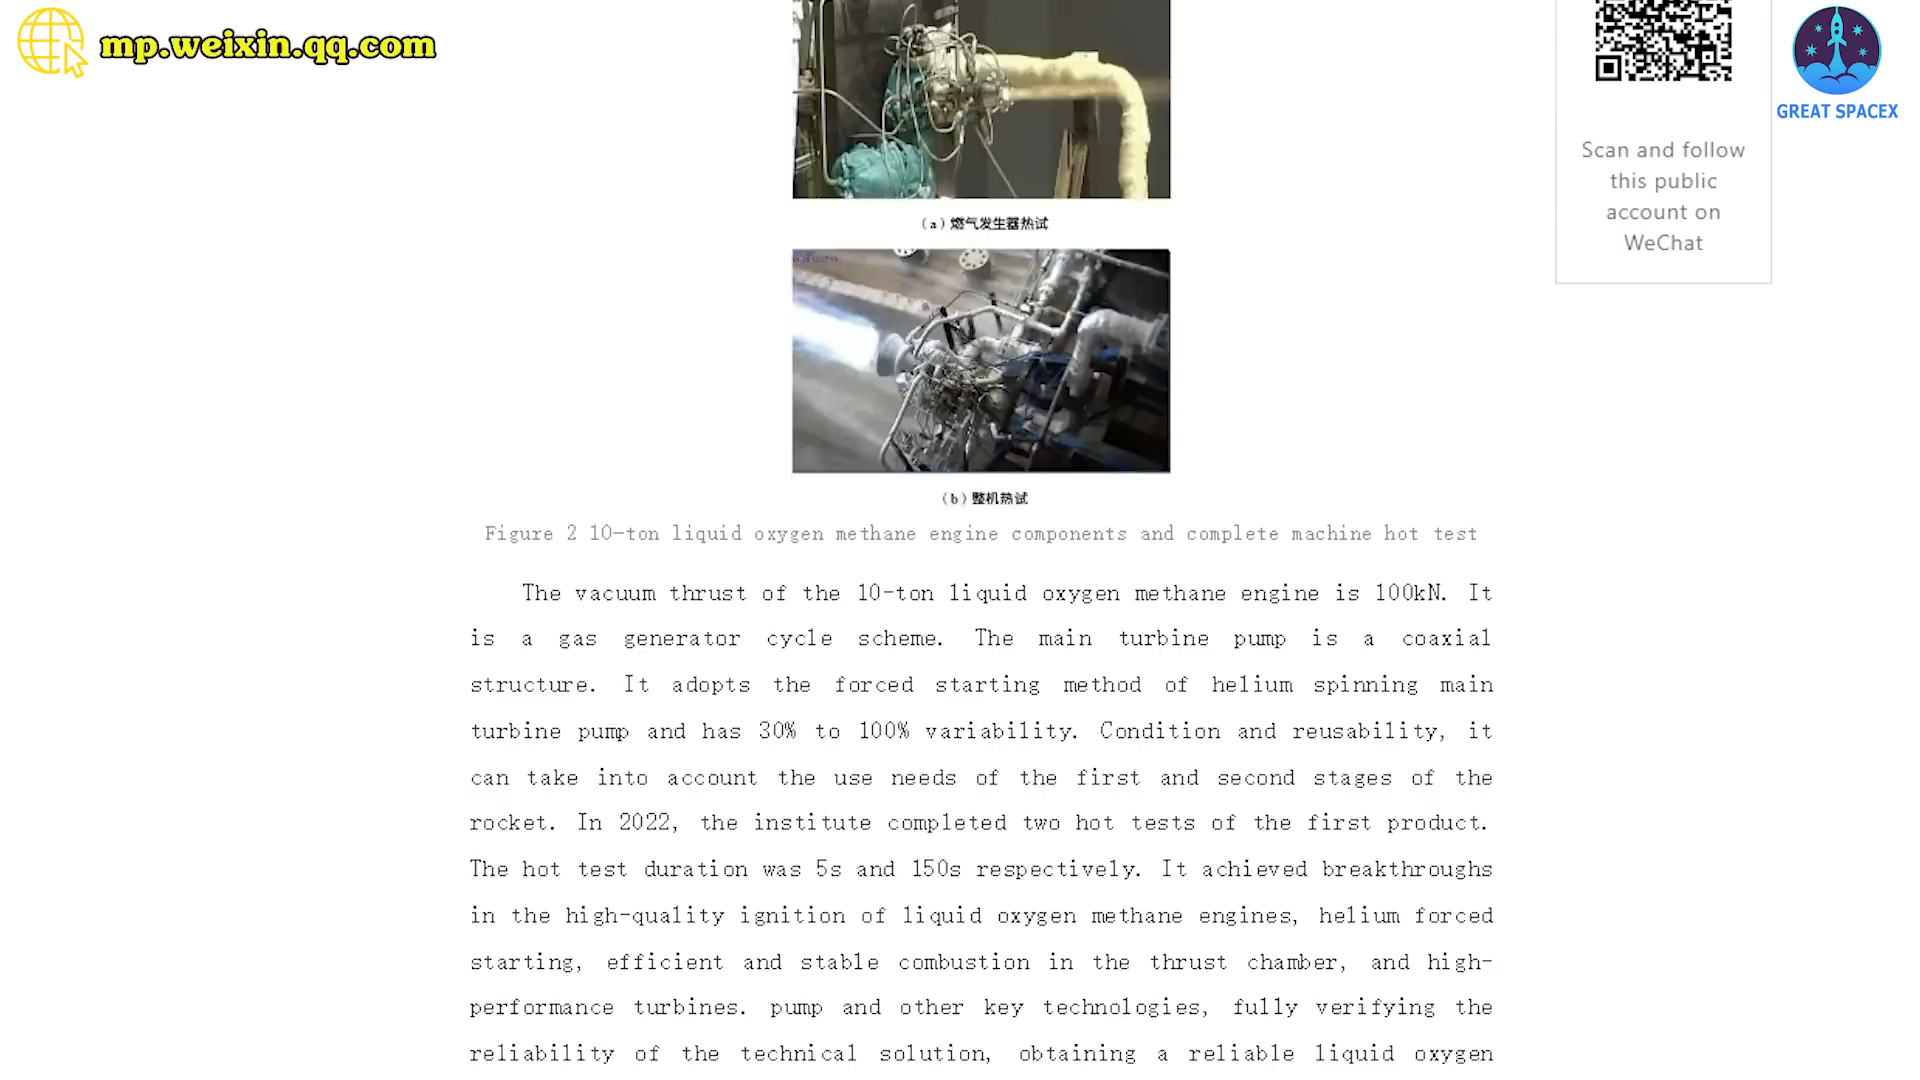 mp.weixin.qq.com
GREAT SPACEX
Scan and follow
this public
account on
WeChat
（a）燃气发生器热试
（b）整机热试
Figure 2 10-ton liquid oxygen methane engine components and complete machine hot test
The vacuum thrust of the 10-ton liquid oxygen methane engine is 100kN. It
is a gas generator cycle scheme. The main turbine pump is a coaxial
structure. It adopts the forced starting method of helium spinning main
turbine pump and has 30% to 100% variability. Condition and reusability, it
can take into account the use needs of the first and second stages of the
rocket. In 2022, the institute completed two hot tests of the first product.
The hot test duration was 5s and 150s respectively. It achieved breakthroughs
in the high-quality ignition of liquid oxygen methane engines, helium forced
starting, efficient and stable combustion in the thrust chamber, and high-
performance turbines. pump and other key technologies, fully verifying the
reliability of the technical solution, obtaining a reliable liquid oxygen